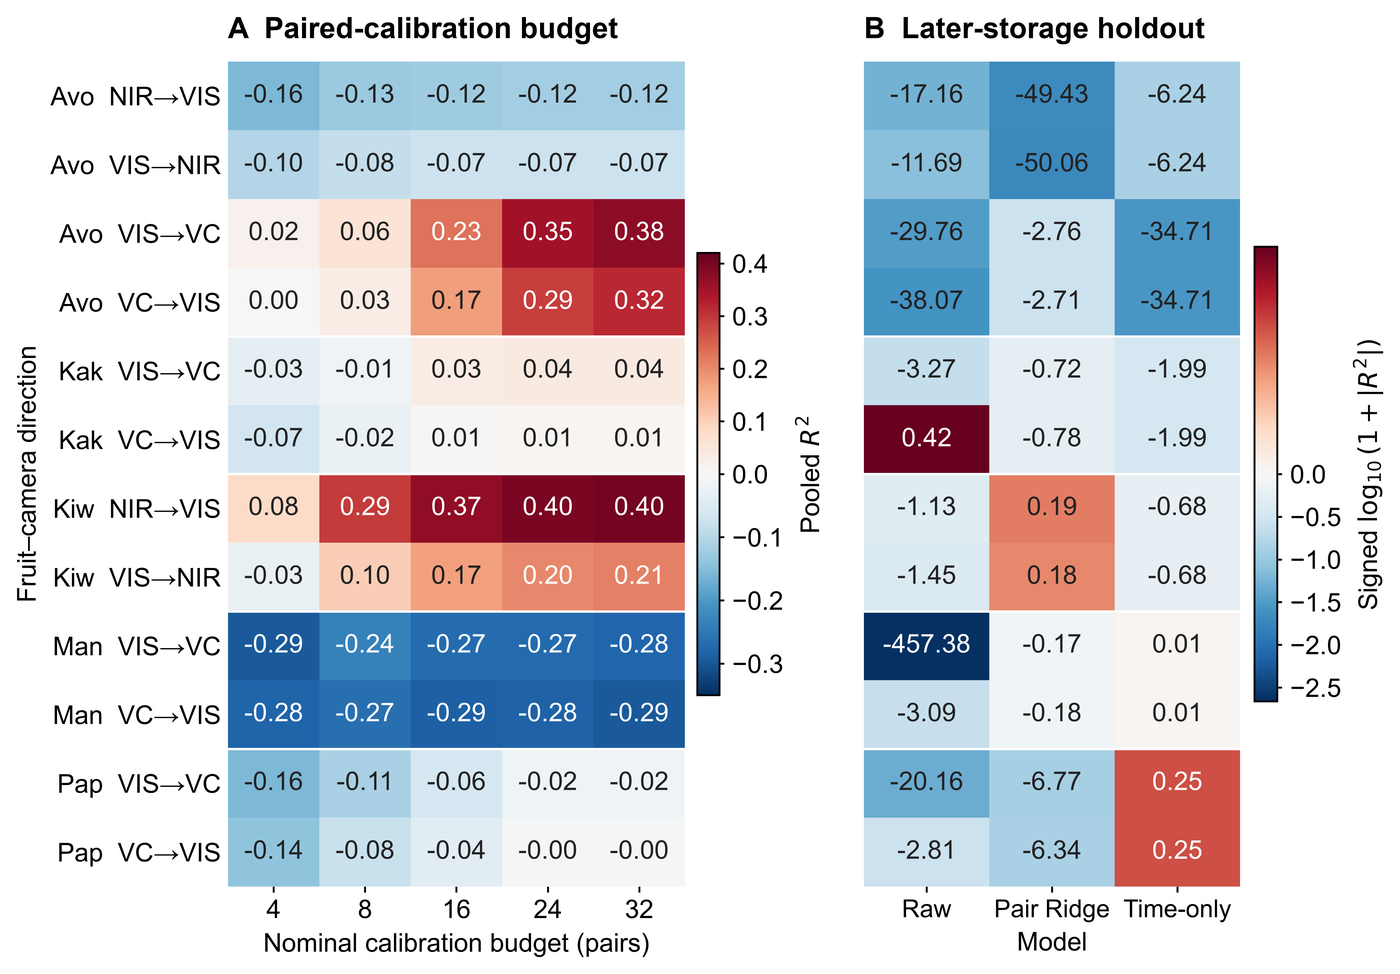 A Paired-calibration budget
B Later-storage holdout
Fruit–camera direction
Avo NIR→VIS -0.16 -0.13 -0.12 -0.12 -0.12 -17.16 -49.43 -6.24
Avo VIS→NIR -0.10 -0.08 -0.07 -0.07 -0.07 -11.69 -50.06 -6.24
Avo VIS→VC 0.02 0.06 0.23 0.35 0.38 -29.76 -2.76 -34.71
Avo VC→VIS 0.00 0.03 0.17 0.29 0.32 -38.07 -2.71 -34.71
Kak VIS→VC -0.03 -0.01 0.03 0.04 0.04 -3.27 -0.72 -1.99
Kak VC→VIS -0.07 -0.02 0.01 0.01 0.01 0.42 -0.78 -1.99
Kiw NIR→VIS 0.08 0.29 0.37 0.40 0.40 -1.13 0.19 -0.68
Kiw VIS→NIR -0.03 0.10 0.17 0.20 0.21 -1.45 0.18 -0.68
Man VIS→VC -0.29 -0.24 -0.27 -0.27 -0.28 -457.38 -0.17 0.01
Man VC→VIS -0.28 -0.27 -0.29 -0.28 -0.29 -3.09 -0.18 0.01
Pap VIS→VC -0.16 -0.11 -0.06 -0.02 -0.02 -20.16 -6.77 0.25
Pap VC→VIS -0.14 -0.08 -0.04 -0.00 -0.00 -2.81 -6.34 0.25
4 8 16 24 32
Nominal calibration budget (pairs)
0.4
0.3
0.2
0.1
0.0
−0.1
−0.2
−0.3
Pooled R²
Raw Pair Ridge Time-only
Model
0.0
−0.5
−1.0
−1.5
−2.0
−2.5
Signed log₁₀(1 + |R²|)